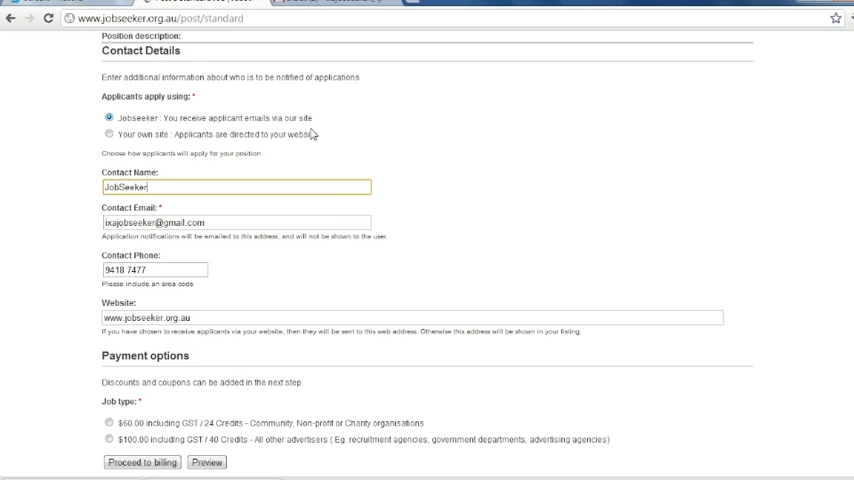 www.jobseeker.org.au/post/standard
Position description:
Contact Details
Enter additional information about who is to be notified of applications
Applicants apply using: *
Jobseeker : You receive applicant emails via our site
Your own site : Applicants are directed to your website
Choose how applicants will apply for your position
Contact Name:
JobSeeker
Contact Email: *
ixajobseeker@gmail.com
Application notifications will be emailed to this address, and will not be shown to the user.
Contact Phone:
9418 7477
Please include an area code
Website:
www.jobseeker.org.au
If you have chosen to receive applicants via your website, then they will be sent to this web address. Otherwise this address will be shown in your listing.
Payment options
Discounts and coupons can be added in the next step.
Job type: *
$60.00 including GST / 24 Credits - Community, Non-profit or Charity organisations
$100.00 including GST / 40 Credits - All other advertisers ( Eg. recruitment agencies, government departments, advertising agencies)
Proceed to billing Preview